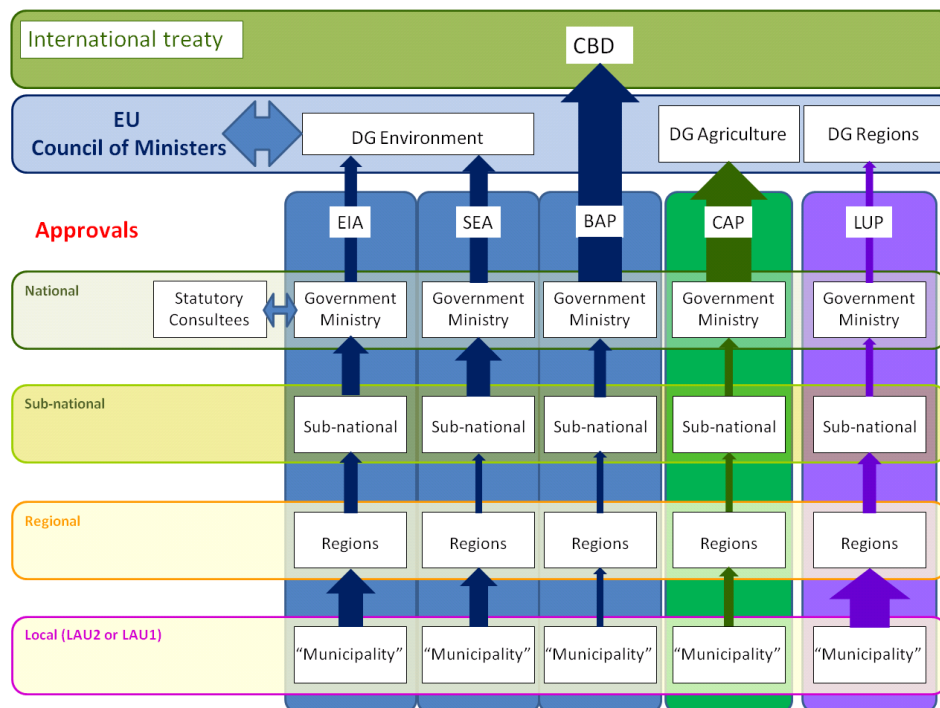 International treaty
CBD
EU
Council of Ministers
DG Environment
DG Agriculture
DG Regions
Approvals
EIA
SEA
BAP
CAP
LUP
National
Statutory
Consultees
Government
Ministry
Government
Ministry
Government
Ministry
Government
Ministry
Government
Ministry
Sub-national
Sub-national
Sub-national
Sub-national
Sub-national
Sub-national
Regional
Regions
Regions
Regions
Regions
Regions
Local (LAU2 or LAU1)
“Municipality”
“Municipality”
“Municipality”
“Municipality”
“Municipality”